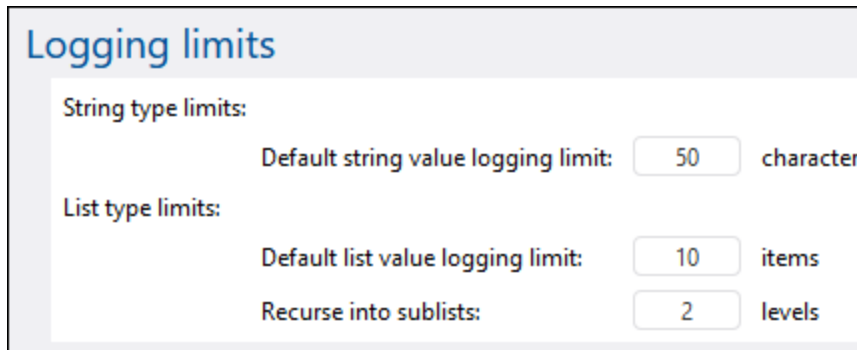 Logging limits
String type limits:
Default string value logging limit: 50 character
List type limits:
Default list value logging limit: 10 items
Recurse into sublists: 2 levels